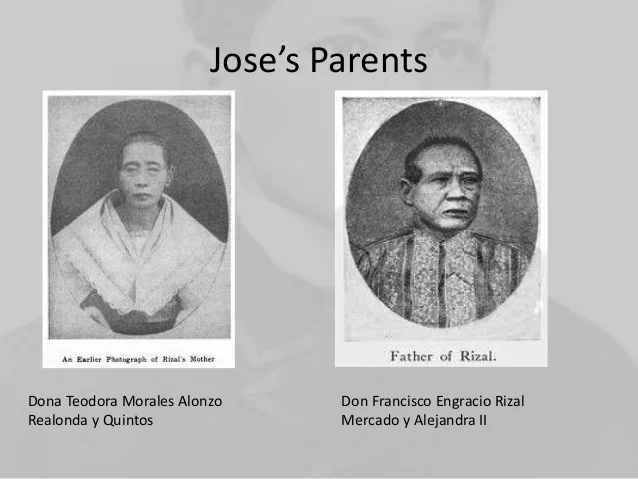 Jose’s Parents
An Earlier Photograph of Rizal's Mother
Father of Rizal.
Dona Teodora Morales Alonzo
Realonda y Quintos
Don Francisco Engracio Rizal
Mercado y Alejandra II